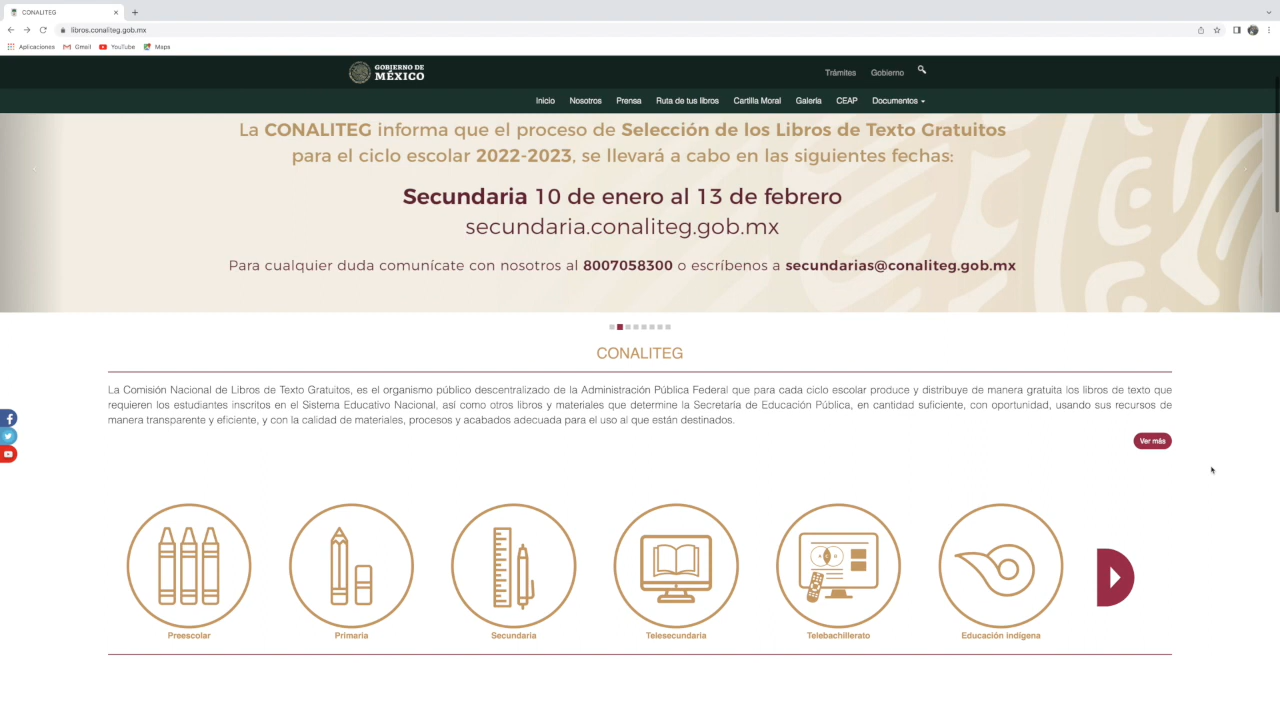 CONALITEG
libros.conaliteg.gob.mx
Aplicaciones Gmail YouTube Maps
GOBIERNO DE
MÉXICO
Trámites Gobierno
Inicio Nosotros Prensa Ruta de tus libros Cartilla Moral Galería CEAP Documentos
La CONALITEG informa que el proceso de Selección de los Libros de Texto Gratuitos
para el ciclo escolar 2022-2023, se llevará a cabo en las siguientes fechas:
Secundaria 10 de enero al 13 de febrero
secundaria.conaliteg.gob.mx
Para cualquier duda comunícate con nosotros al 8007058300 o escríbenos a secundarias@conaliteg.gob.mx
CONALITEG
La Comisión Nacional de Libros de Texto Gratuitos, es el organismo público descentralizado de la Administración Pública Federal que para cada ciclo escolar produce y distribuye de manera gratuita los libros de texto que
requieren los estudiantes inscritos en el Sistema Educativo Nacional, así como otros libros y materiales que determine la Secretaría de Educación Pública, en cantidad suficiente, con oportunidad, usando sus recursos de
manera transparente y eficiente, y con la calidad de materiales, procesos y acabados adecuada para el uso al que están destinados.
Ver más
Preescolar Primaria Secundaria Telesecundaria Telebachillerato Educación indígena